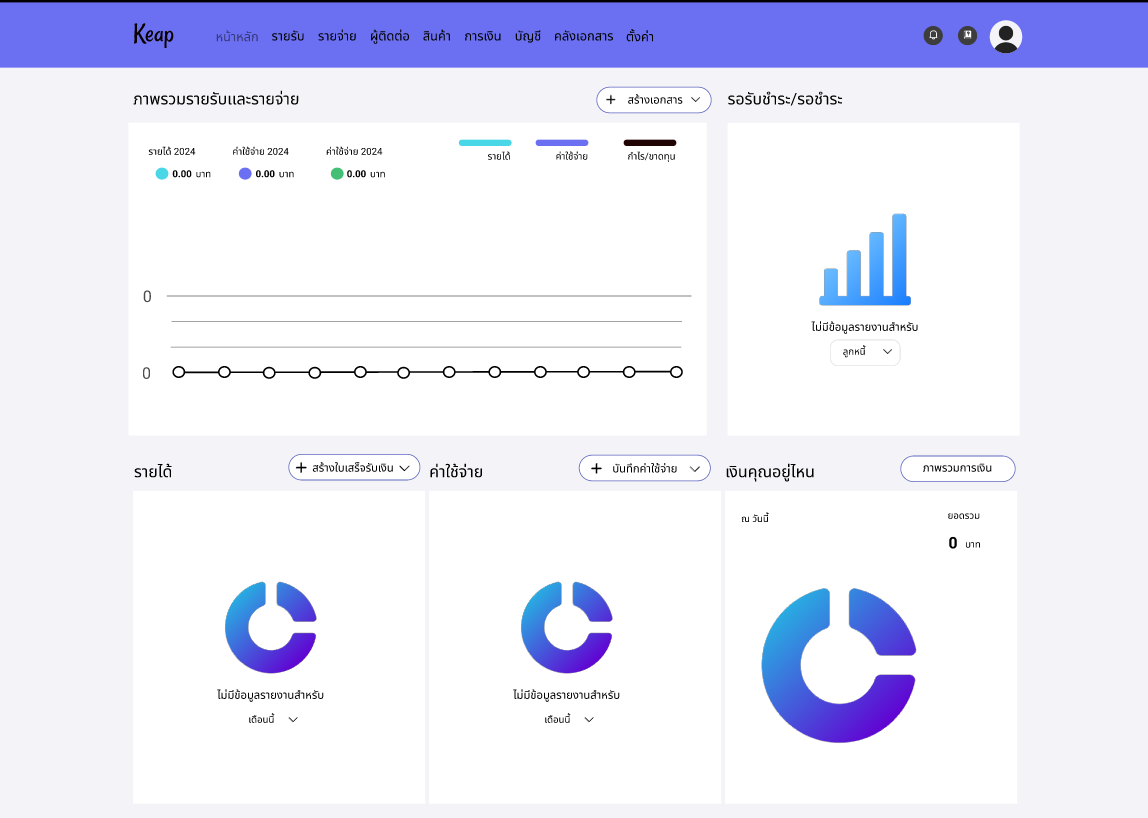 Keap
หน้าหลัก รายรับ รายจ่าย ผู้ติดต่อ สินค้า การเงิน บัญชี คลังเอกสาร ตั้งค่า
ภาพรวมรายรับและรายจ่าย
+ สร้างเอกสาร
รอรับชำระ/รอชำระ
รายได้ 2024 ค่าใช้จ่าย 2024 ค่าใช้จ่าย 2024
0.00 บาท 0.00 บาท 0.00 บาท
รายได้ ค่าใช้จ่าย กำไร/ขาดทุน
0
0
ไม่มีข้อมูลรายงานสำหรับ
ลูกหนี้
รายได้
+ สร้างใบเสร็จรับเงิน
ค่าใช้จ่าย
+ บันทึกค่าใช้จ่าย
เงินคุณอยู่ไหน
ภาพรวมการเงิน
ไม่มีข้อมูลรายงานสำหรับ
เดือนนี้
ไม่มีข้อมูลรายงานสำหรับ
เดือนนี้
ณ วันนี้
ยอดรวม
0 บาท